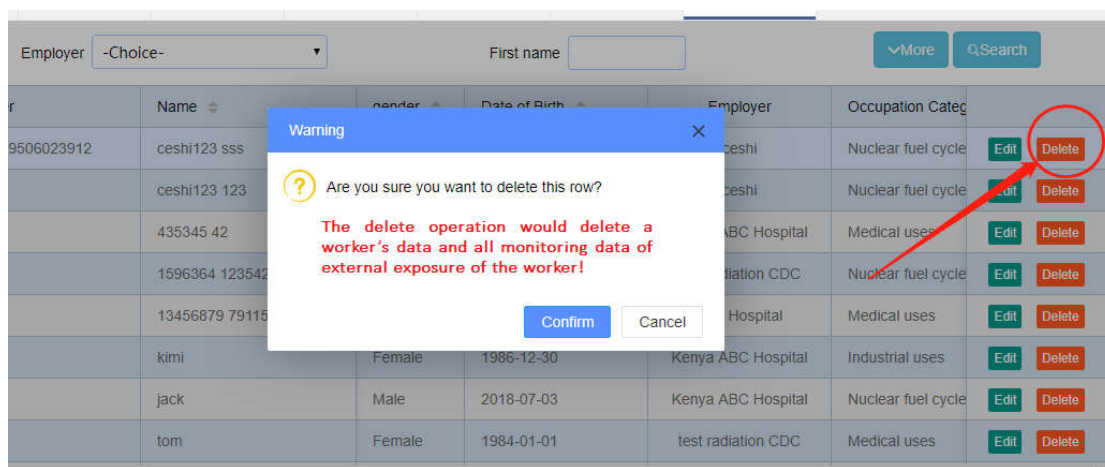 Employer -Choice- First name More Search
r Name gender Date of Birth Employer Occupation Categ
Warning
9506023912 ceshi123 sss ceshi Nuclear fuel cycle Edit Delete
Are you sure you want to delete this row?
ceshi123 123 ceshi Nuclear fuel cycle Edit Delete
The delete operation would delete a
435345 42 ABC Hospital Medical uses Edit Delete
worker's data and all monitoring data of
external exposure of the worker!
1596364 123542 diation CDC Nuclear fuel cycle Edit Delete
13456879 79115 Hospital Medical uses Edit Delete
Confirm Cancel
kimi Female 1986-12-30 Kenya ABC Hospital Industrial uses Edit Delete
jack Male 2018-07-03 Kenya ABC Hospital Nuclear fuel cycle Edit Delete
tom Female 1984-01-01 test radiation CDC Medical uses Edit Delete